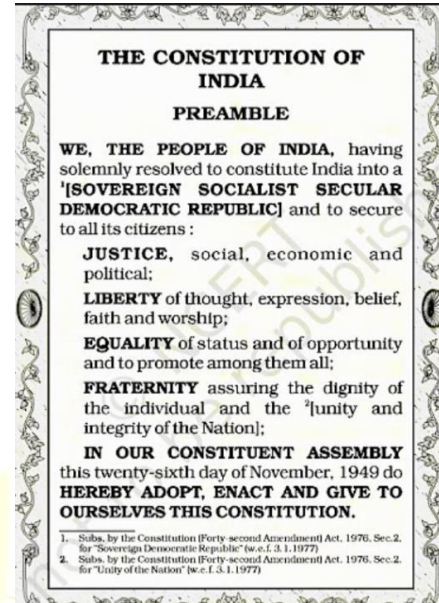 THE CONSTITUTION OF
INDIA
PREAMBLE
WE, THE PEOPLE OF INDIA, having
solemnly resolved to constitute India into a
¹[SOVEREIGN SOCIALIST SECULAR
DEMOCRATIC REPUBLIC] and to secure
to all its citizens :
JUSTICE, social, economic and
political;
LIBERTY of thought, expression, belief,
faith and worship;
EQUALITY of status and of opportunity
and to promote among them all;
FRATERNITY assuring the dignity of
the individual and the ²[unity and
integrity of the Nation];
IN OUR CONSTITUENT ASSEMBLY
this twenty-sixth day of November, 1949 do
HEREBY ADOPT, ENACT AND GIVE TO
OURSELVES THIS CONSTITUTION.
1. Subs. by the Constitution (Forty-second Amendment) Act, 1976, Sec.2,
for "Sovereign Democratic Republic" (w.e.f. 3.1.1977)
2. Subs. by the Constitution (Forty-second Amendment) Act, 1976, Sec.2,
for "Unity of the Nation" (w.e.f. 3.1.1977)
© NCERT
be republish